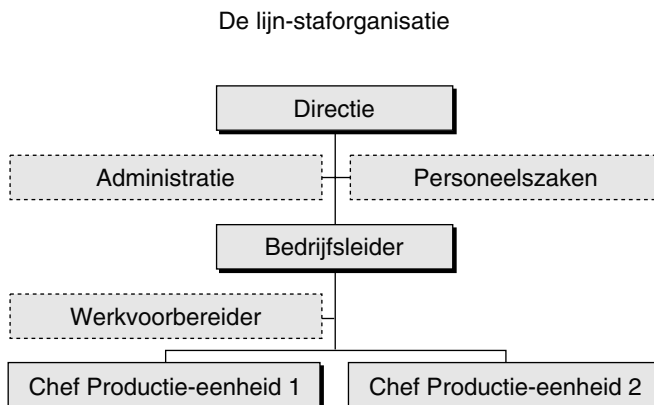 De lijn-staforganisatie
Directie
Administratie
Personeelszaken
Bedrijfsleider
Werkvoorbereider
Chef Productie-eenheid 1
Chef Productie-eenheid 2